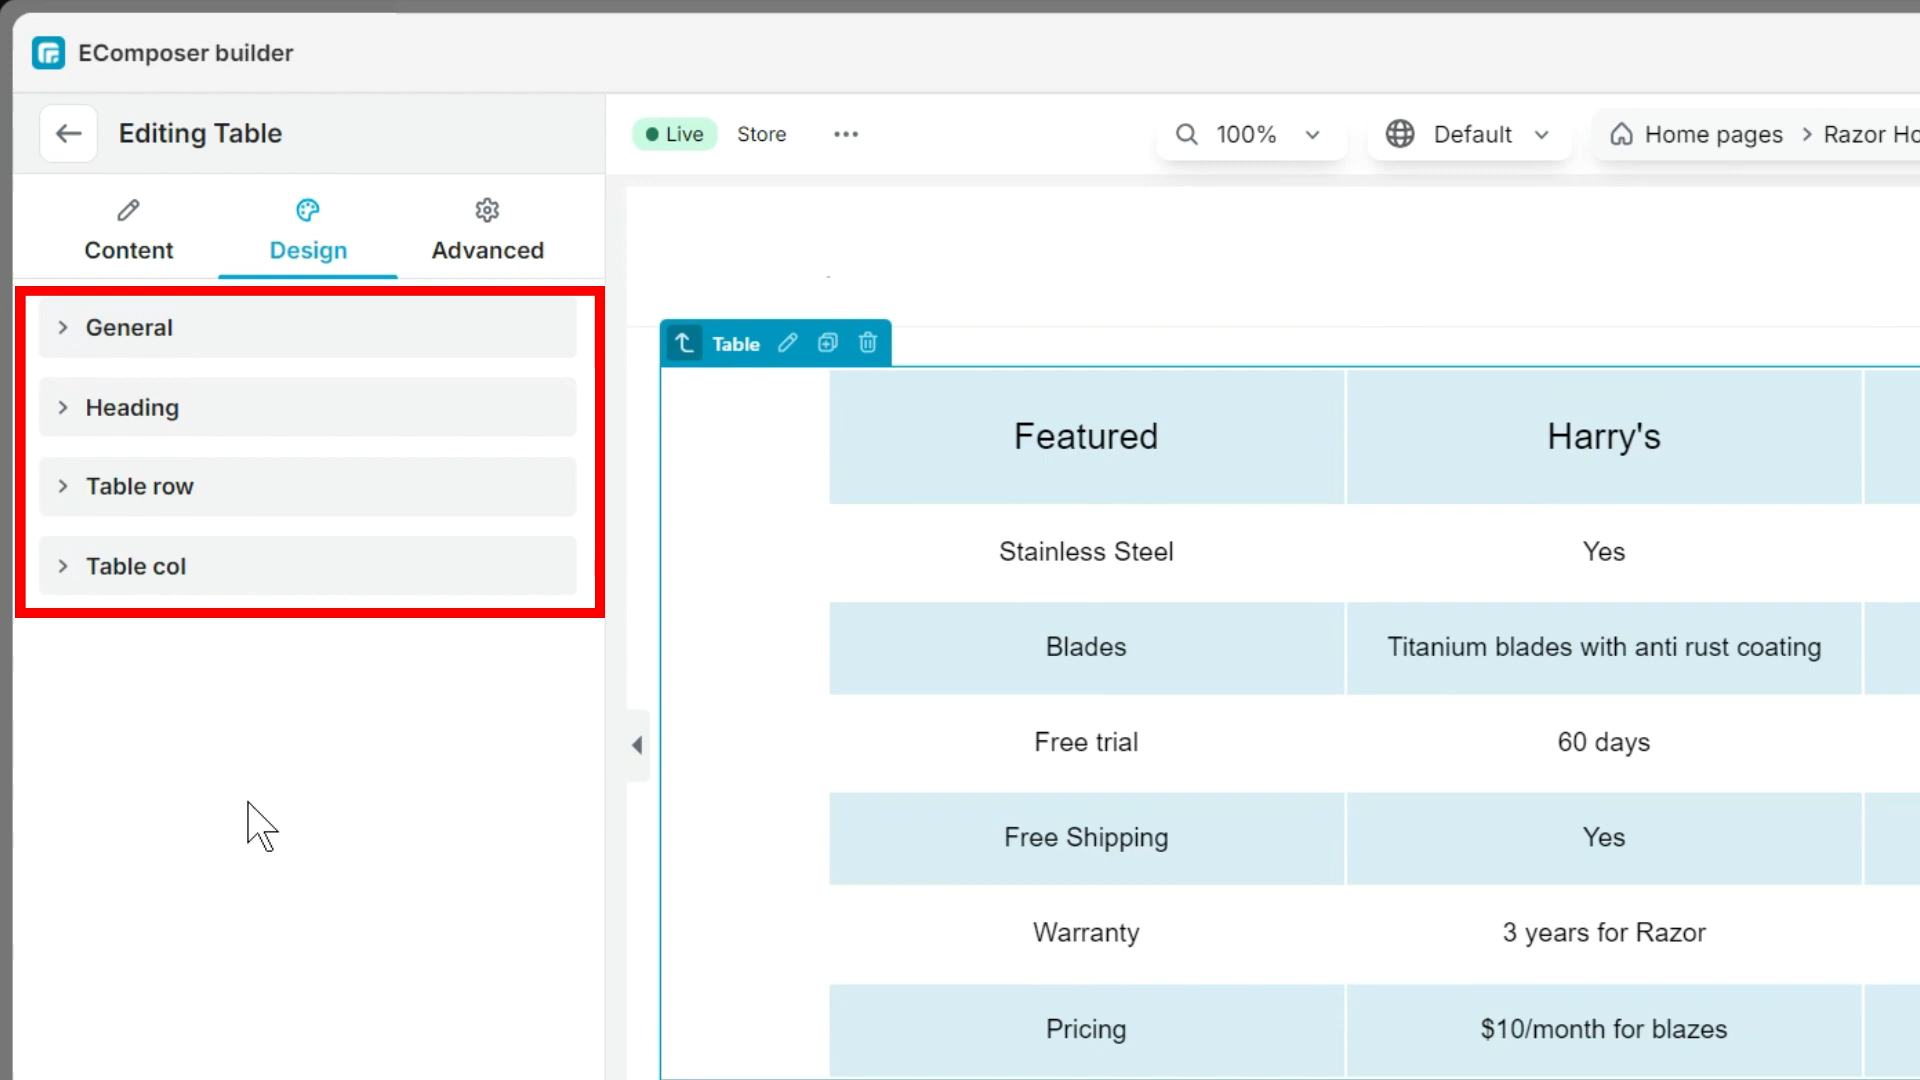 EComposer builder
Editing Table
Live Store 100% Default Home pages > Razor Ho
Content Design Advanced
General
Heading
Table row
Table col
Table
Featured Harry's
Stainless Steel Yes
Blades Titanium blades with anti rust coating
Free trial 60 days
Free Shipping Yes
Warranty 3 years for Razor
Pricing $10/month for blazes